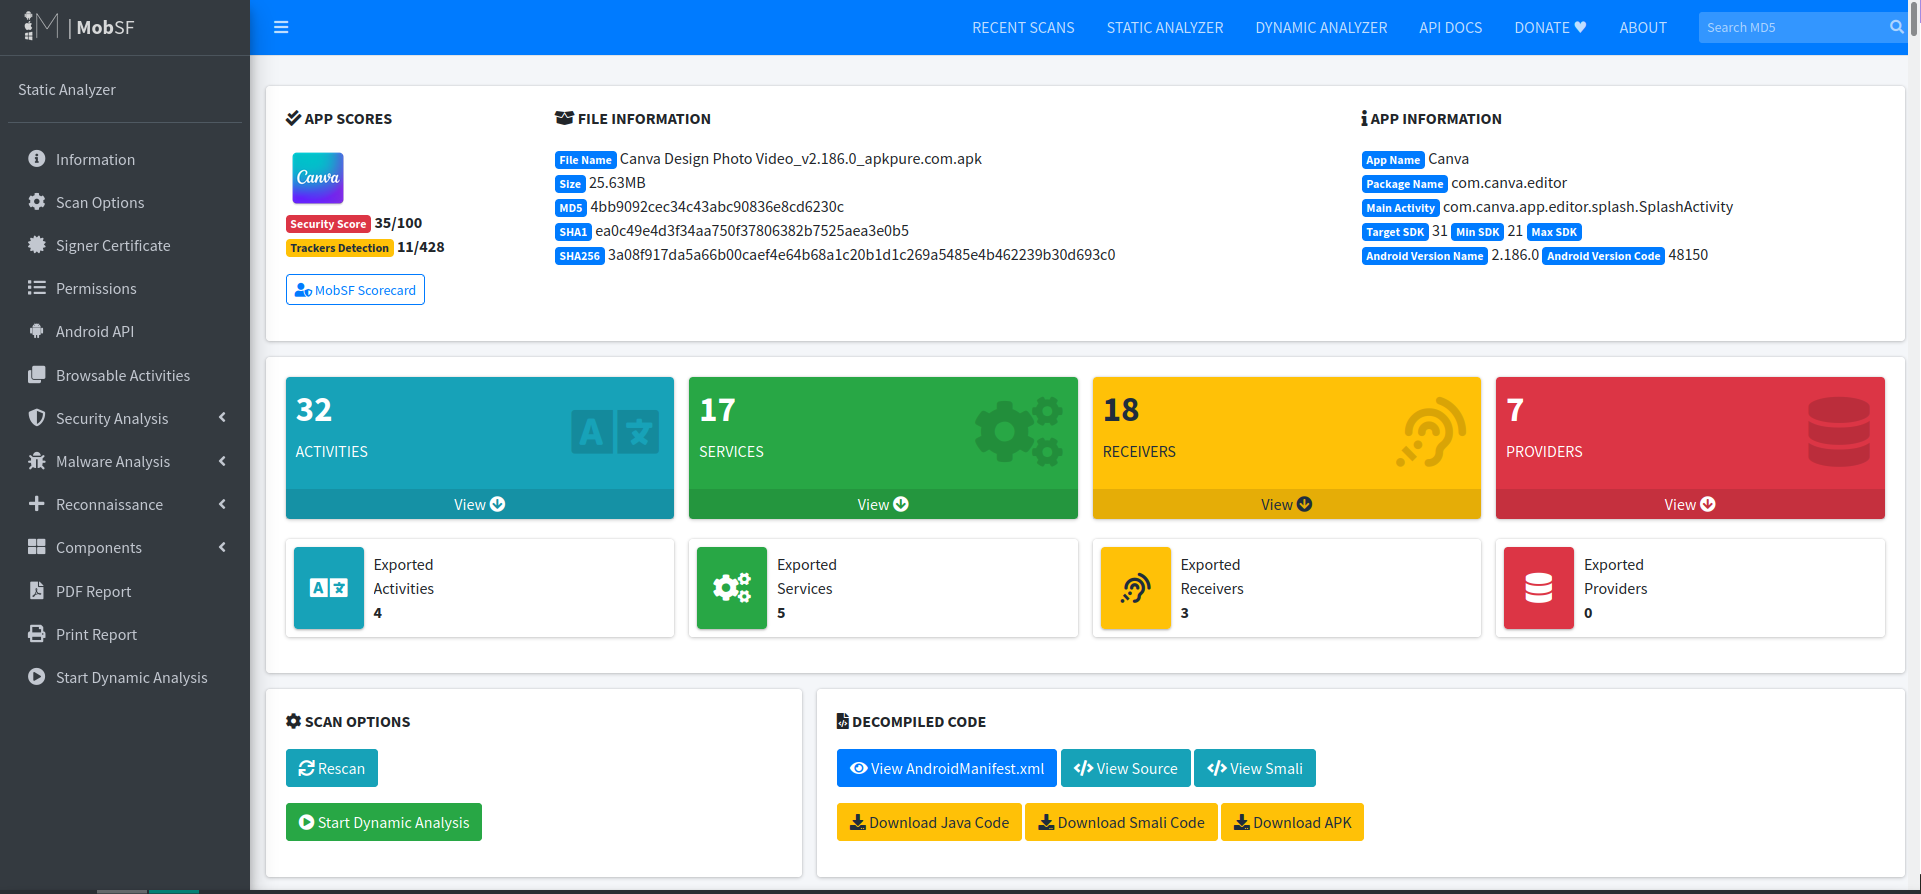 M | MobSF
RECENT SCANS STATIC ANALYZER DYNAMIC ANALYZER API DOCS DONATE ♥ ABOUT Search MD5
Static Analyzer
Information
Scan Options
Signer Certificate
Permissions
Android API
Browsable Activities
Security Analysis
Malware Analysis
Reconnaissance
Components
PDF Report
Print Report
Start Dynamic Analysis
APP SCORES
Canva
Security Score 35/100
Trackers Detection 11/428
MobSF Scorecard
FILE INFORMATION
File Name Canva Design Photo Video_v2.186.0_apkpure.com.apk
Size 25.63MB
MD5 4bb9092cec34c43abc90836e8cd6230c
SHA1 ea0c49e4d3f34aa750f37806382b7525aea3e0b5
SHA256 3a08f917da5a66b00caef4e64b68a1c20b1d1c269a5485e4b462239b30d693c0
APP INFORMATION
App Name Canva
Package Name com.canva.editor
Main Activity com.canva.app.editor.splash.SplashActivity
Target SDK 31 Min SDK 21 Max SDK
Android Version Name 2.186.0 Android Version Code 48150
32
ACTIVITIES
View
17
SERVICES
View
18
RECEIVERS
View
7
PROVIDERS
View
Exported
Activities
4
Exported
Services
5
Exported
Receivers
3
Exported
Providers
0
SCAN OPTIONS
Rescan
Start Dynamic Analysis
DECOMPILED CODE
View AndroidManifest.xml View Source View Smali
Download Java Code Download Smali Code Download APK